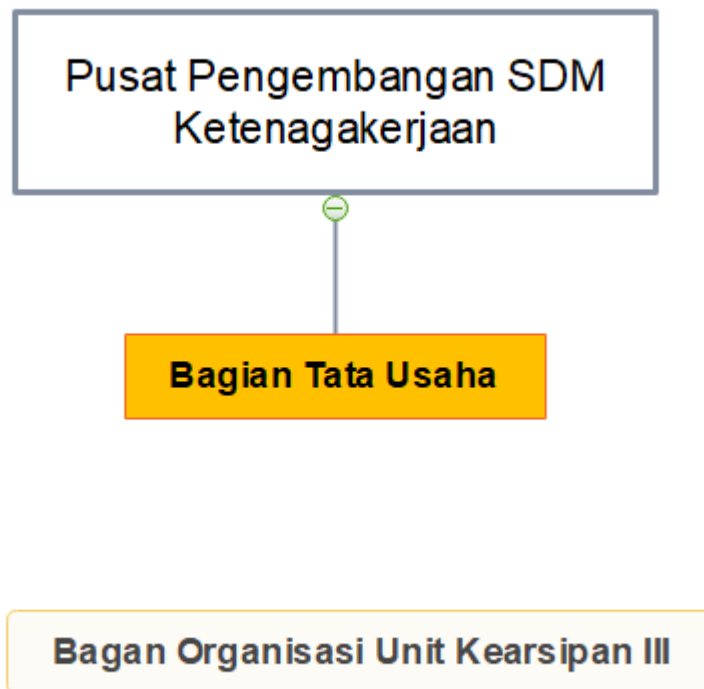 Pusat Pengembangan SDM
Ketenagakerjaan
Bagian Tata Usaha
Bagan Organisasi Unit Kearsipan III